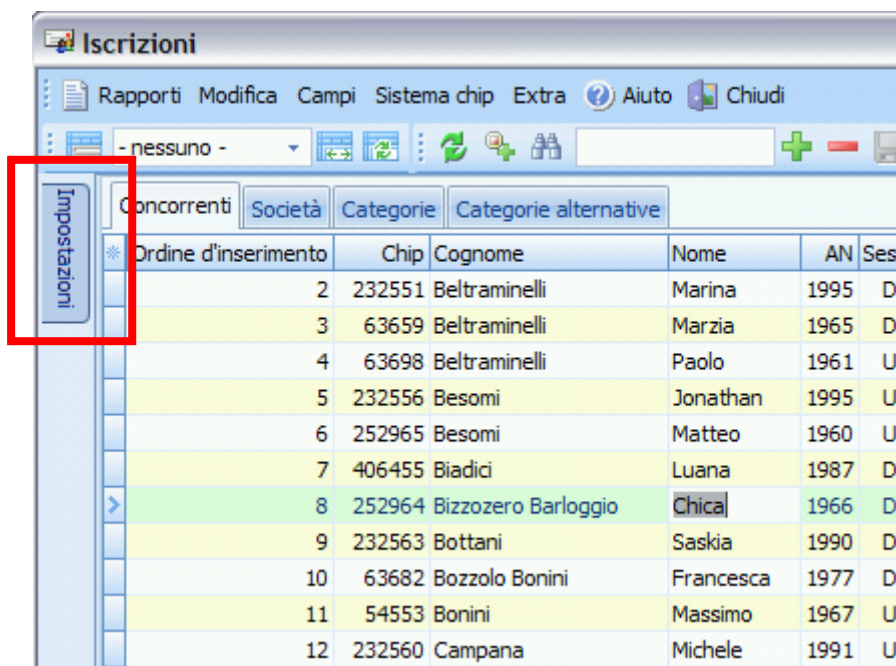 Iscrizioni
Rapporti Modifica Campi Sistema chip Extra Aiuto Chiudi
- nessuno -
Impostazioni
Concorrenti Società Categorie Categorie alternative
Ordine d'inserimento Chip Cognome Nome AN Ses
2 232551 Beltraminelli Marina 1995 D
3 63659 Beltraminelli Marzia 1965 D
4 63698 Beltraminelli Paolo 1961 U
5 232556 Besomi Jonathan 1995 U
6 252965 Besomi Matteo 1960 U
7 406455 Biadici Luana 1987 D
8 252964 Bizzozero Barloggio Chica 1966 D
9 232563 Bottani Saskia 1990 D
10 63682 Bozzolo Bonini Francesca 1977 D
11 54553 Bonini Massimo 1967 U
12 232560 Campana Michele 1991 U